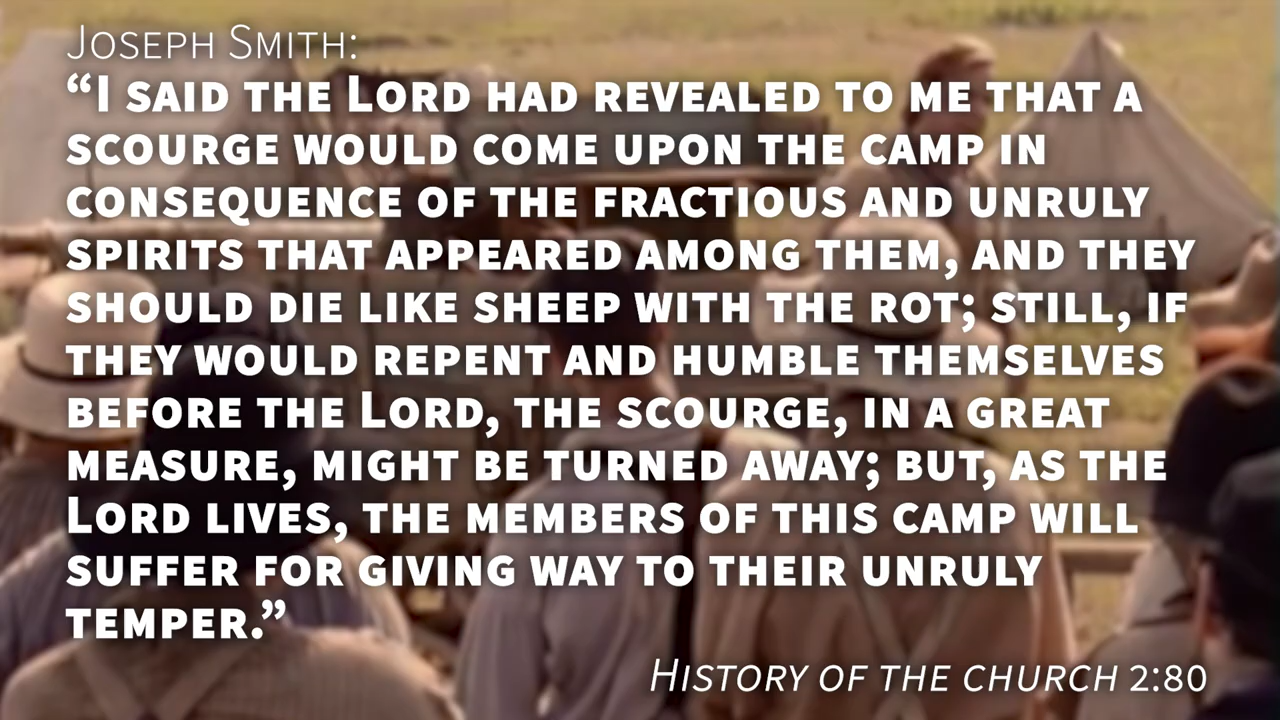 Joseph Smith:
“I said the Lord had revealed to me that a
scourge would come upon the camp in
consequence of the fractious and unruly
spirits that appeared among them, and they
should die like sheep with the rot; still, if
they would repent and humble themselves
before the Lord, the scourge, in a great
measure, might be turned away; but, as the
Lord lives, the members of this camp will
suffer for giving way to their unruly
temper.”
History of the church 2:80